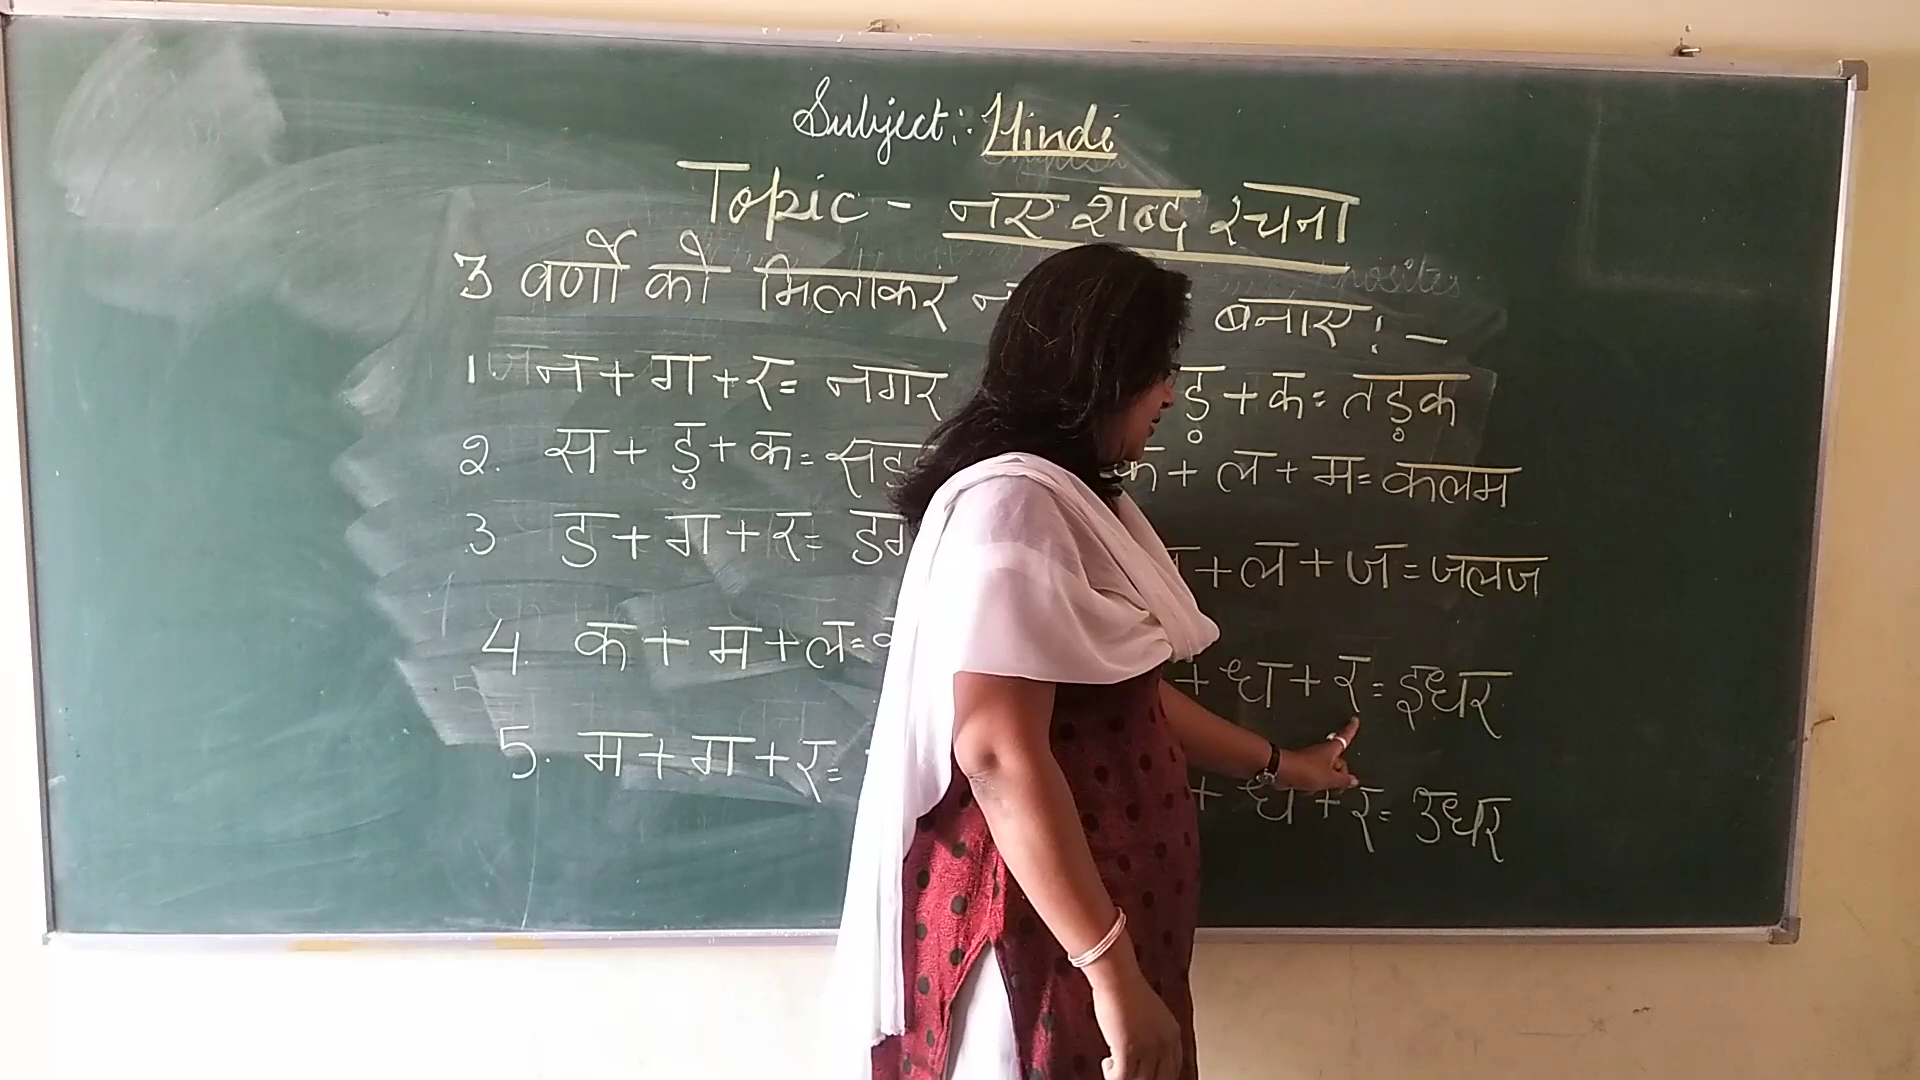 Subject:- Hindi
Topic - नए शब्द रचना
3 वर्णों को मिलाकर बनाए :-
1. न + ग + र = नगर
2. स + ड़ + क =
3 ड + ग + र =
4. क + म + ल =
5. म + ग + र =
ड़ + क = तड़क
क + ल + म = कलम
+ ल + ज = जलज
+ ध + र = इधर
+ ध + र = उधर